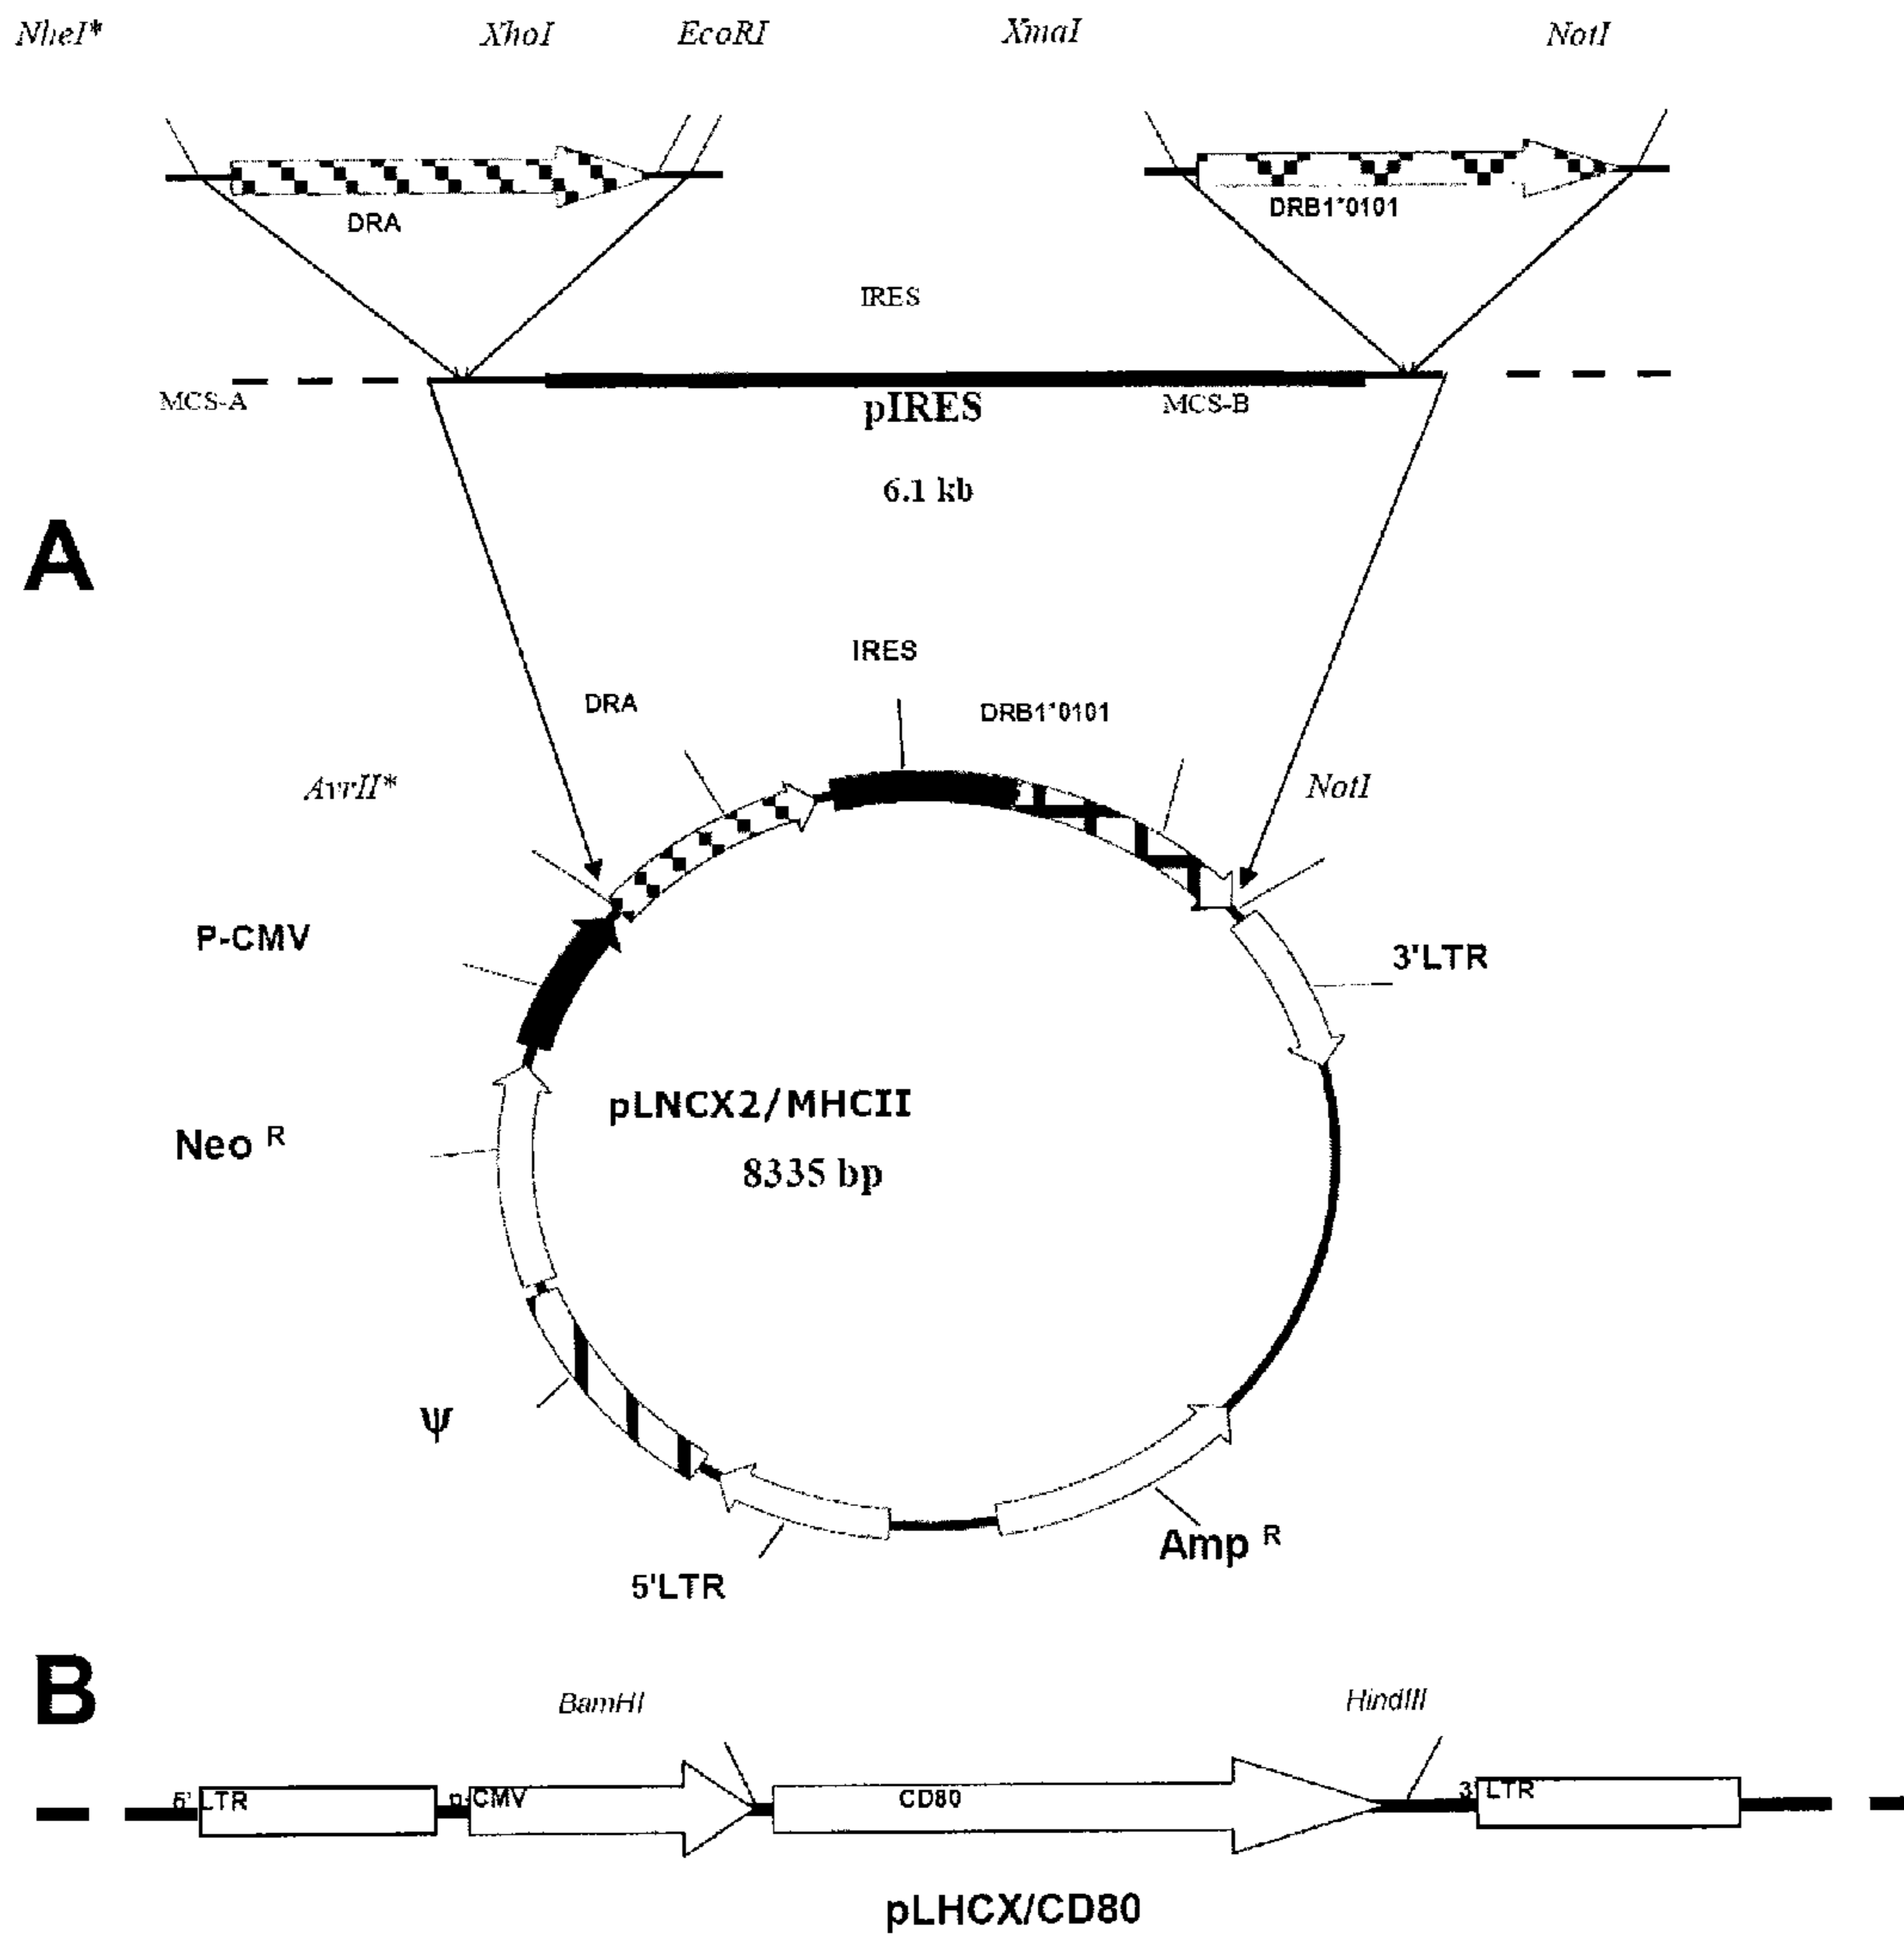 NheI* XhoI EcoRI XmaI NotI
DRA DRB1*0101
IRES
MCS-A pIRES MCS-B
6.1 kb
A
IRES
DRA DRB1*0101
AvrII* NotI
P-CMV 3'LTR
pLNCX2/MHCII
Neo R
8335 bp
ψ
Amp R
5'LTR
B
BamHI HindIII
5' LTR p-CMV CD80 3' LTR
pLHCX/CD80